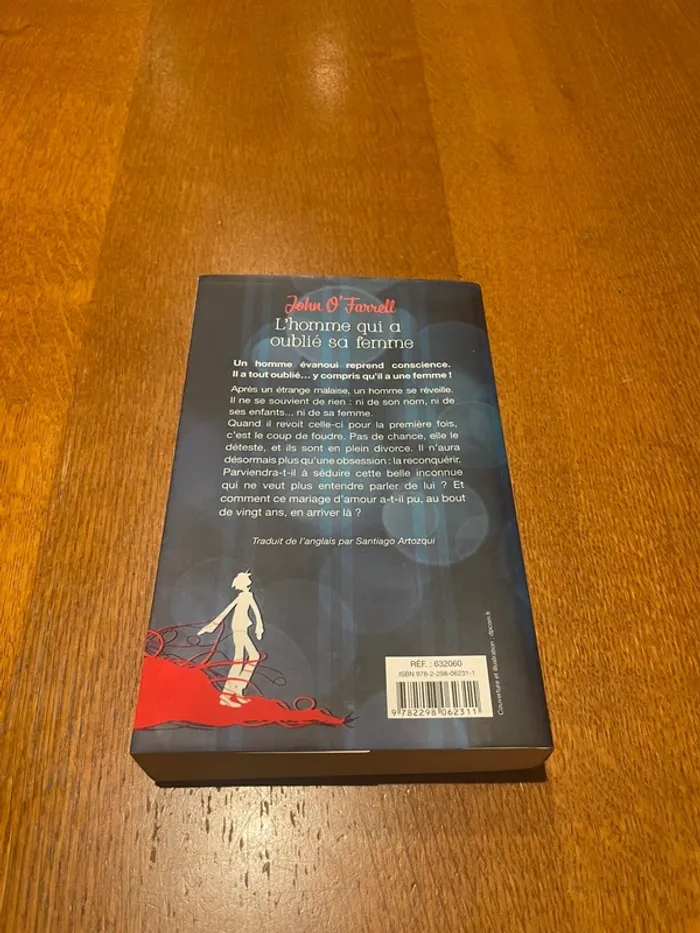 John O'Farrell
L'homme qui a
oublié sa femme
Un homme évanoui reprend conscience.
Il a tout oublié... y compris qu'il a une femme !
Après un étrange malaise, un homme se réveille.
Il ne se souvient de rien : ni de son nom, ni de
ses enfants... ni de sa femme.
Quand il revoit celle-ci pour la première fois,
c'est le coup de foudre. Pas de chance, elle le
déteste, et ils sont en plein divorce. Il n'aura
désormais plus qu'une obsession : la reconquérir.
Parviendra-t-il à séduire cette belle inconnue
qui ne veut plus entendre parler de lui ? Et
comment ce mariage d'amour a-t-il pu, au bout
de vingt ans, en arriver là ?
Traduit de l'anglais par Santiago Artozqui
RÉF. : 632060
ISBN 978-2-298-06231-1
9 782298 062311
Couverture et illustration : dpcom.fr